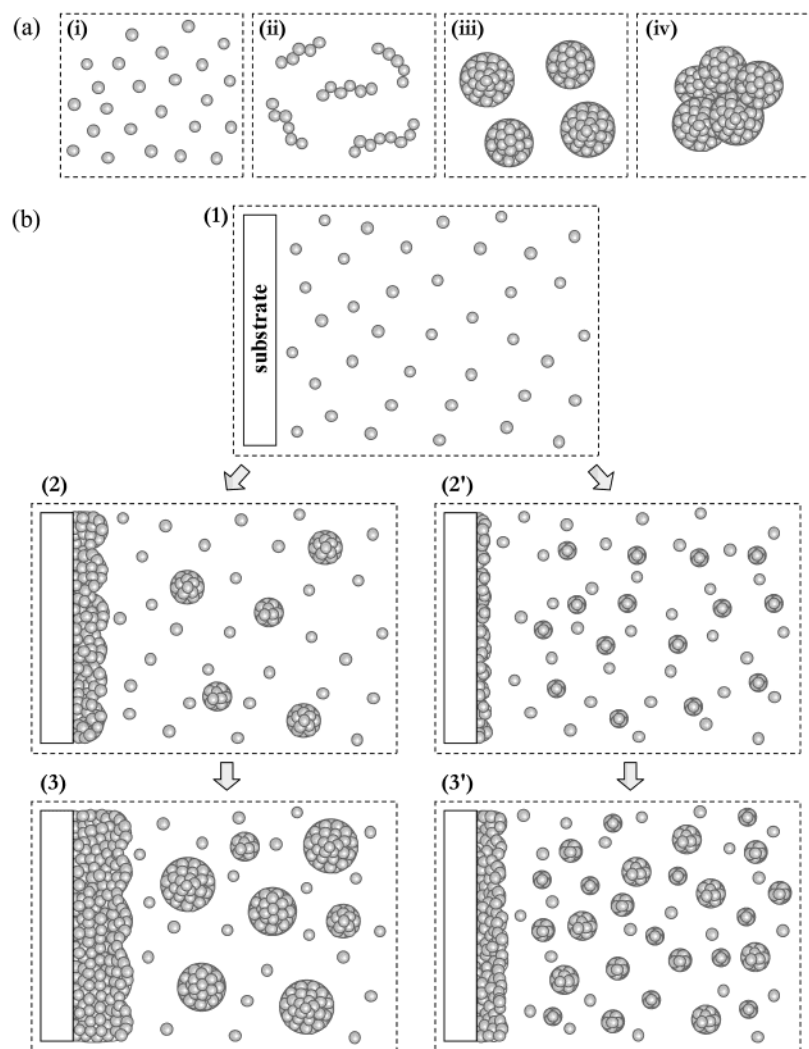 (a)
(i)
(ii)
(iii)
(iv)
(b)
(1)
substrate
(2)
(2')
(3)
(3')